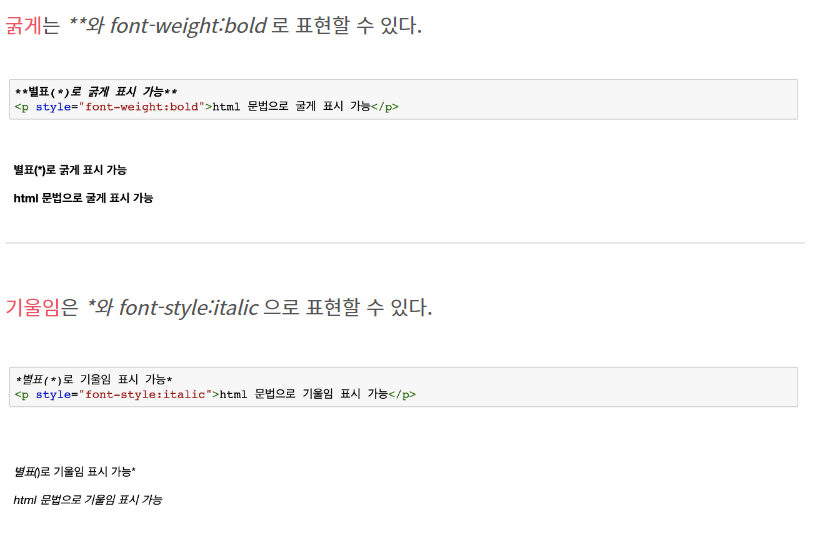 굵게는 **와 font-weight:bold 로 표현할 수 있다.
**별표(*)로 굵게 표시 가능**
<p style="font-weight:bold">html 문법으로 굴게 표시 가능</p>
별표(*)로 굵게 표시 가능
html 문법으로 굴게 표시 가능
기울임은 *와 font-style:italic 으로 표현할 수 있다.
*별표(*)로 기울임 표시 가능*
<p style="font-style:italic">html 문법으로 기울임 표시 가능</p>
별표()로 기울임 표시 가능*
html 문법으로 기울임 표시 가능